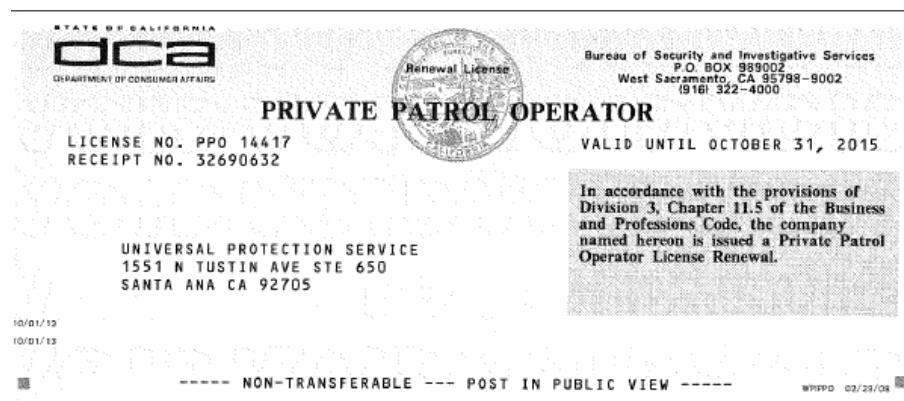 STATE OF CALIFORNIA
dca
DEPARTMENT OF CONSUMER AFFAIRS
Renewal License
CALIFORNIA
Bureau of Security and Investigative Services
P.O. BOX 989002
West Sacramento, CA 95798-9002
(916) 322-4000
PRIVATE PATROL OPERATOR
LICENSE NO. PPO 14417
RECEIPT NO. 32690632
VALID UNTIL OCTOBER 31, 2015
In accordance with the provisions of
Division 3, Chapter 11.5 of the Business
and Professions Code, the company
named hereon is issued a Private Patrol
Operator License Renewal.
UNIVERSAL PROTECTION SERVICE
1551 N TUSTIN AVE STE 650
SANTA ANA CA 92705
10/01/13
10/01/13
----- NON-TRANSFERABLE --- POST IN PUBLIC VIEW -----
WPIPPO 02/23/08